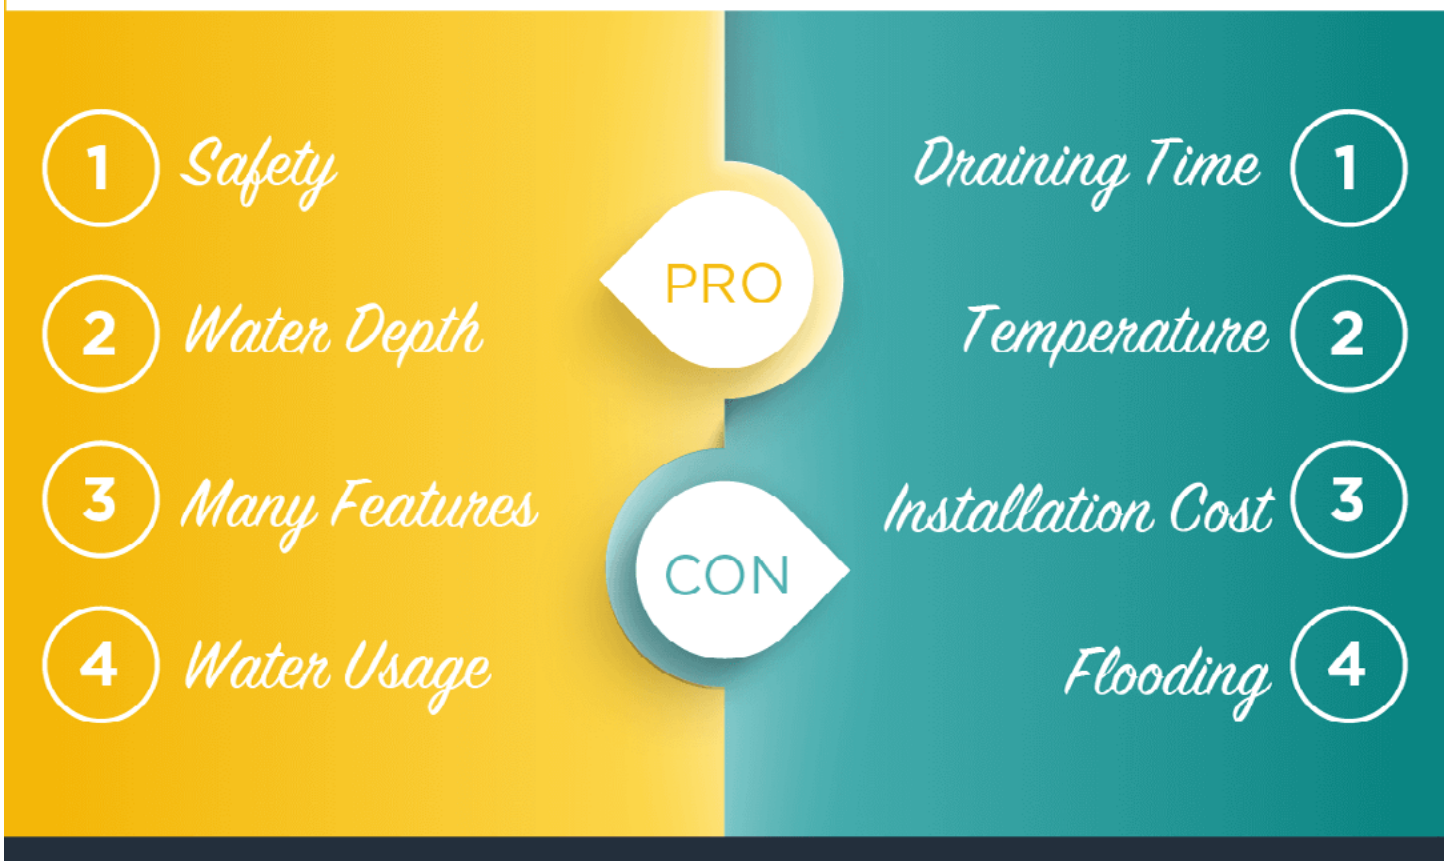 1 Safety
2 Water Depth
3 Many Features
4 Water Usage
PRO
CON
Draining Time 1
Temperature 2
Installation Cost 3
Flooding 4